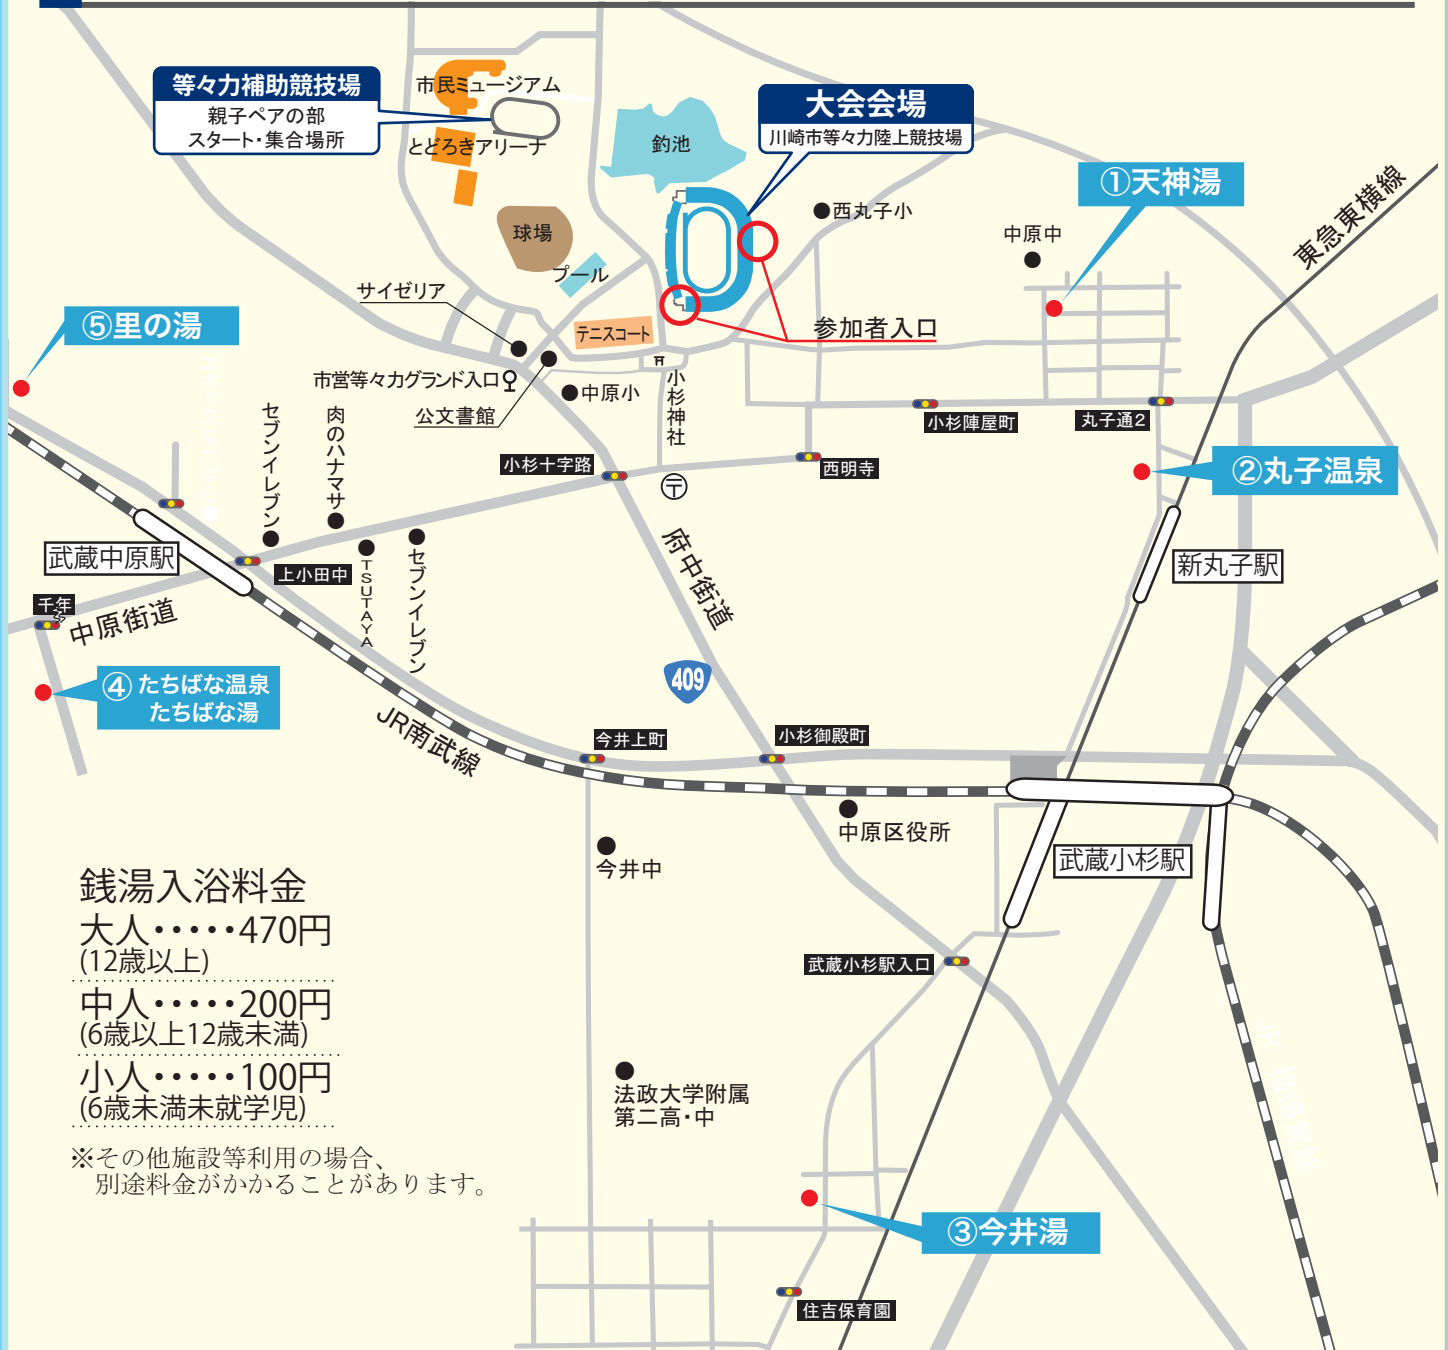 等々力補助競技場
親子ペアの部
スタート・集合場所
市民ミュージアム
とどろきアリーナ
釣池
大会会場
川崎市等々力陸上競技場
西丸子小
①天神湯
中原中
東急東横線
球場
プール
サイゼリア
テニスコート
参加者入口
⑤里の湯
市営等々力グランド入口
公文書館
中原小
小杉神社
小杉陣屋町
丸子通2
セブンイレブン
肉のハナマサ
小杉十字路
西明寺
〒
②丸子温泉
武蔵中原駅
上小田中
TSUTAYA
セブンイレブン
府中街道
新丸子駅
千年
中原街道
④たちばな温泉
たちばな湯
409
JR南武線
今井上町
小杉御殿町
中原区役所
今井中
武蔵小杉駅
銭湯入浴料金
大人・・・・・470円
(12歳以上)
中人・・・・・200円
(6歳以上12歳未満)
小人・・・・・100円
(6歳未満未就学児)
※その他施設等利用の場合、
別途料金がかかることがあります。
武蔵小杉駅入口
法政大学附属
第二高・中
③今井湯
住吉保育園